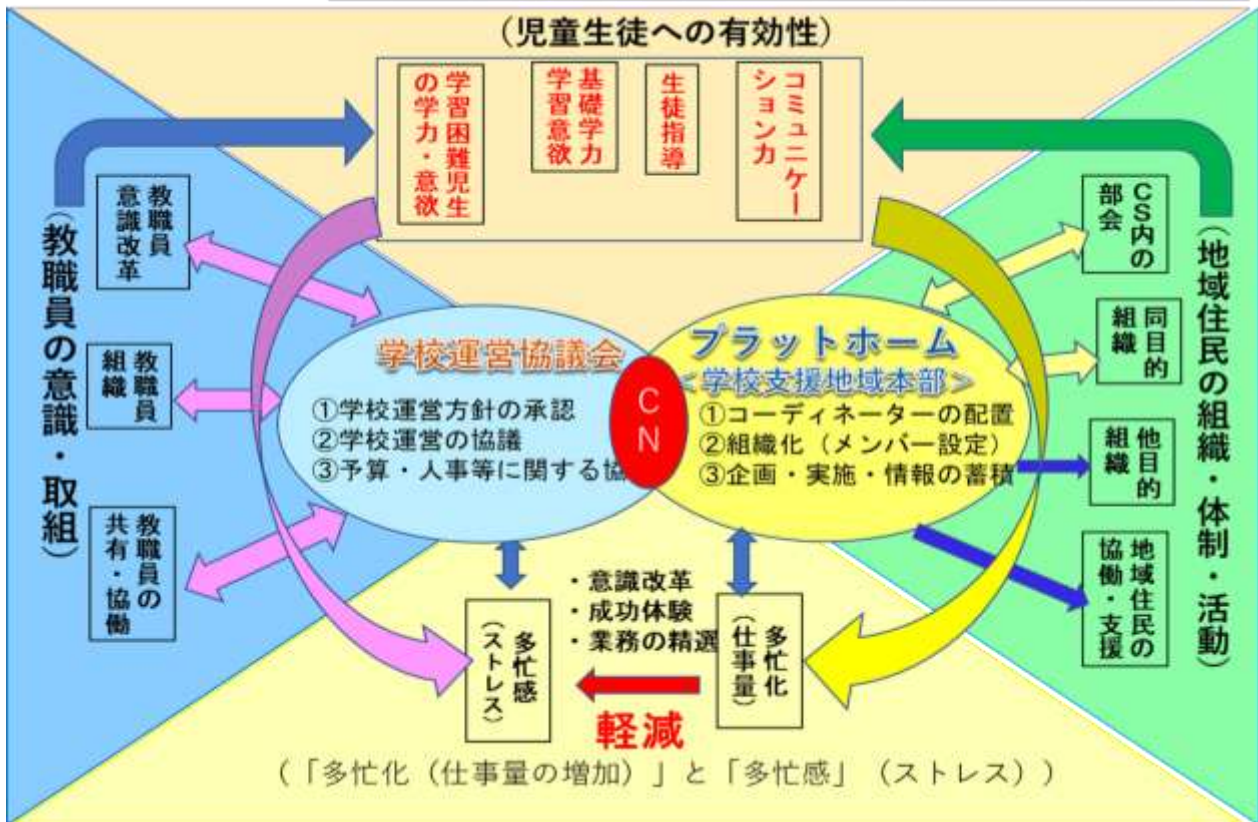 （児童生徒への有効性）
学習困難児生
の学力・意欲
基礎学力
学習意欲
生徒指導
コミュニケー
ション力
（教職員の意識・取組）
教職員
意識改革
教職員
組織
教職員の
共有・協働
学校運営協議会
①学校運営方針の承認
②学校運営の協議
③予算・人事等に関する協
CN
プラットホーム
＜学校支援地域本部＞
①コーディネーターの配置
②組織化（メンバー設定）
③企画・実施・情報の蓄積
CS内の
部会
同目的
組織
他目的
組織
地域住民の
協働・支援
（地域住民の組織・体制・活動）
・意識改革
・成功体験
・業務の精選
多忙感
（ストレス）
多忙化
（仕事量）
軽減
（「多忙化（仕事量の増加）」と「多忙感」（ストレス））